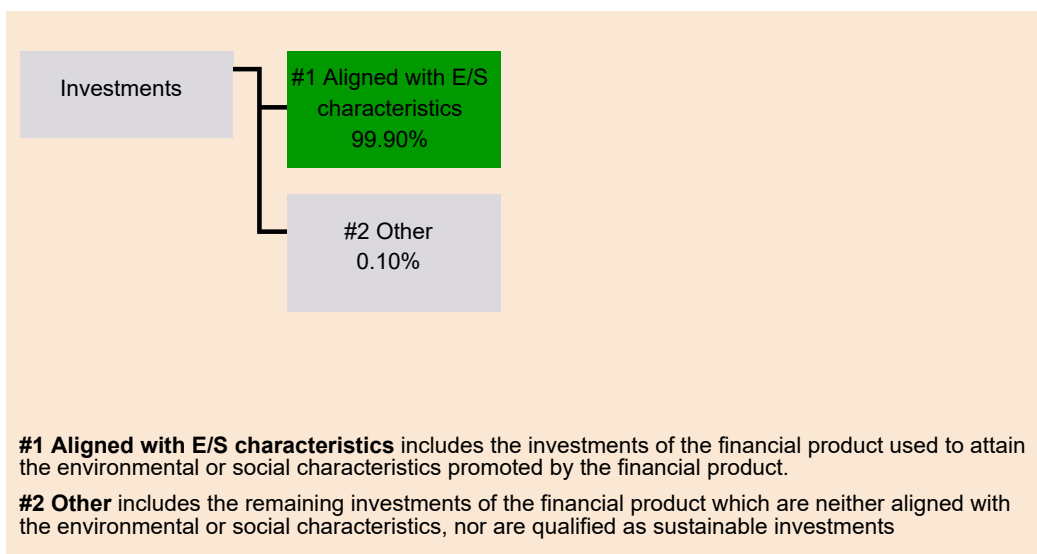 Investments
#1 Aligned with E/S
characteristics
99.90%
#2 Other
0.10%
#1 Aligned with E/S characteristics includes the investments of the financial product used to attain
the environmental or social characteristics promoted by the financial product.
#2 Other includes the remaining investments of the financial product which are neither aligned with
the environmental or social characteristics, nor are qualified as sustainable investments